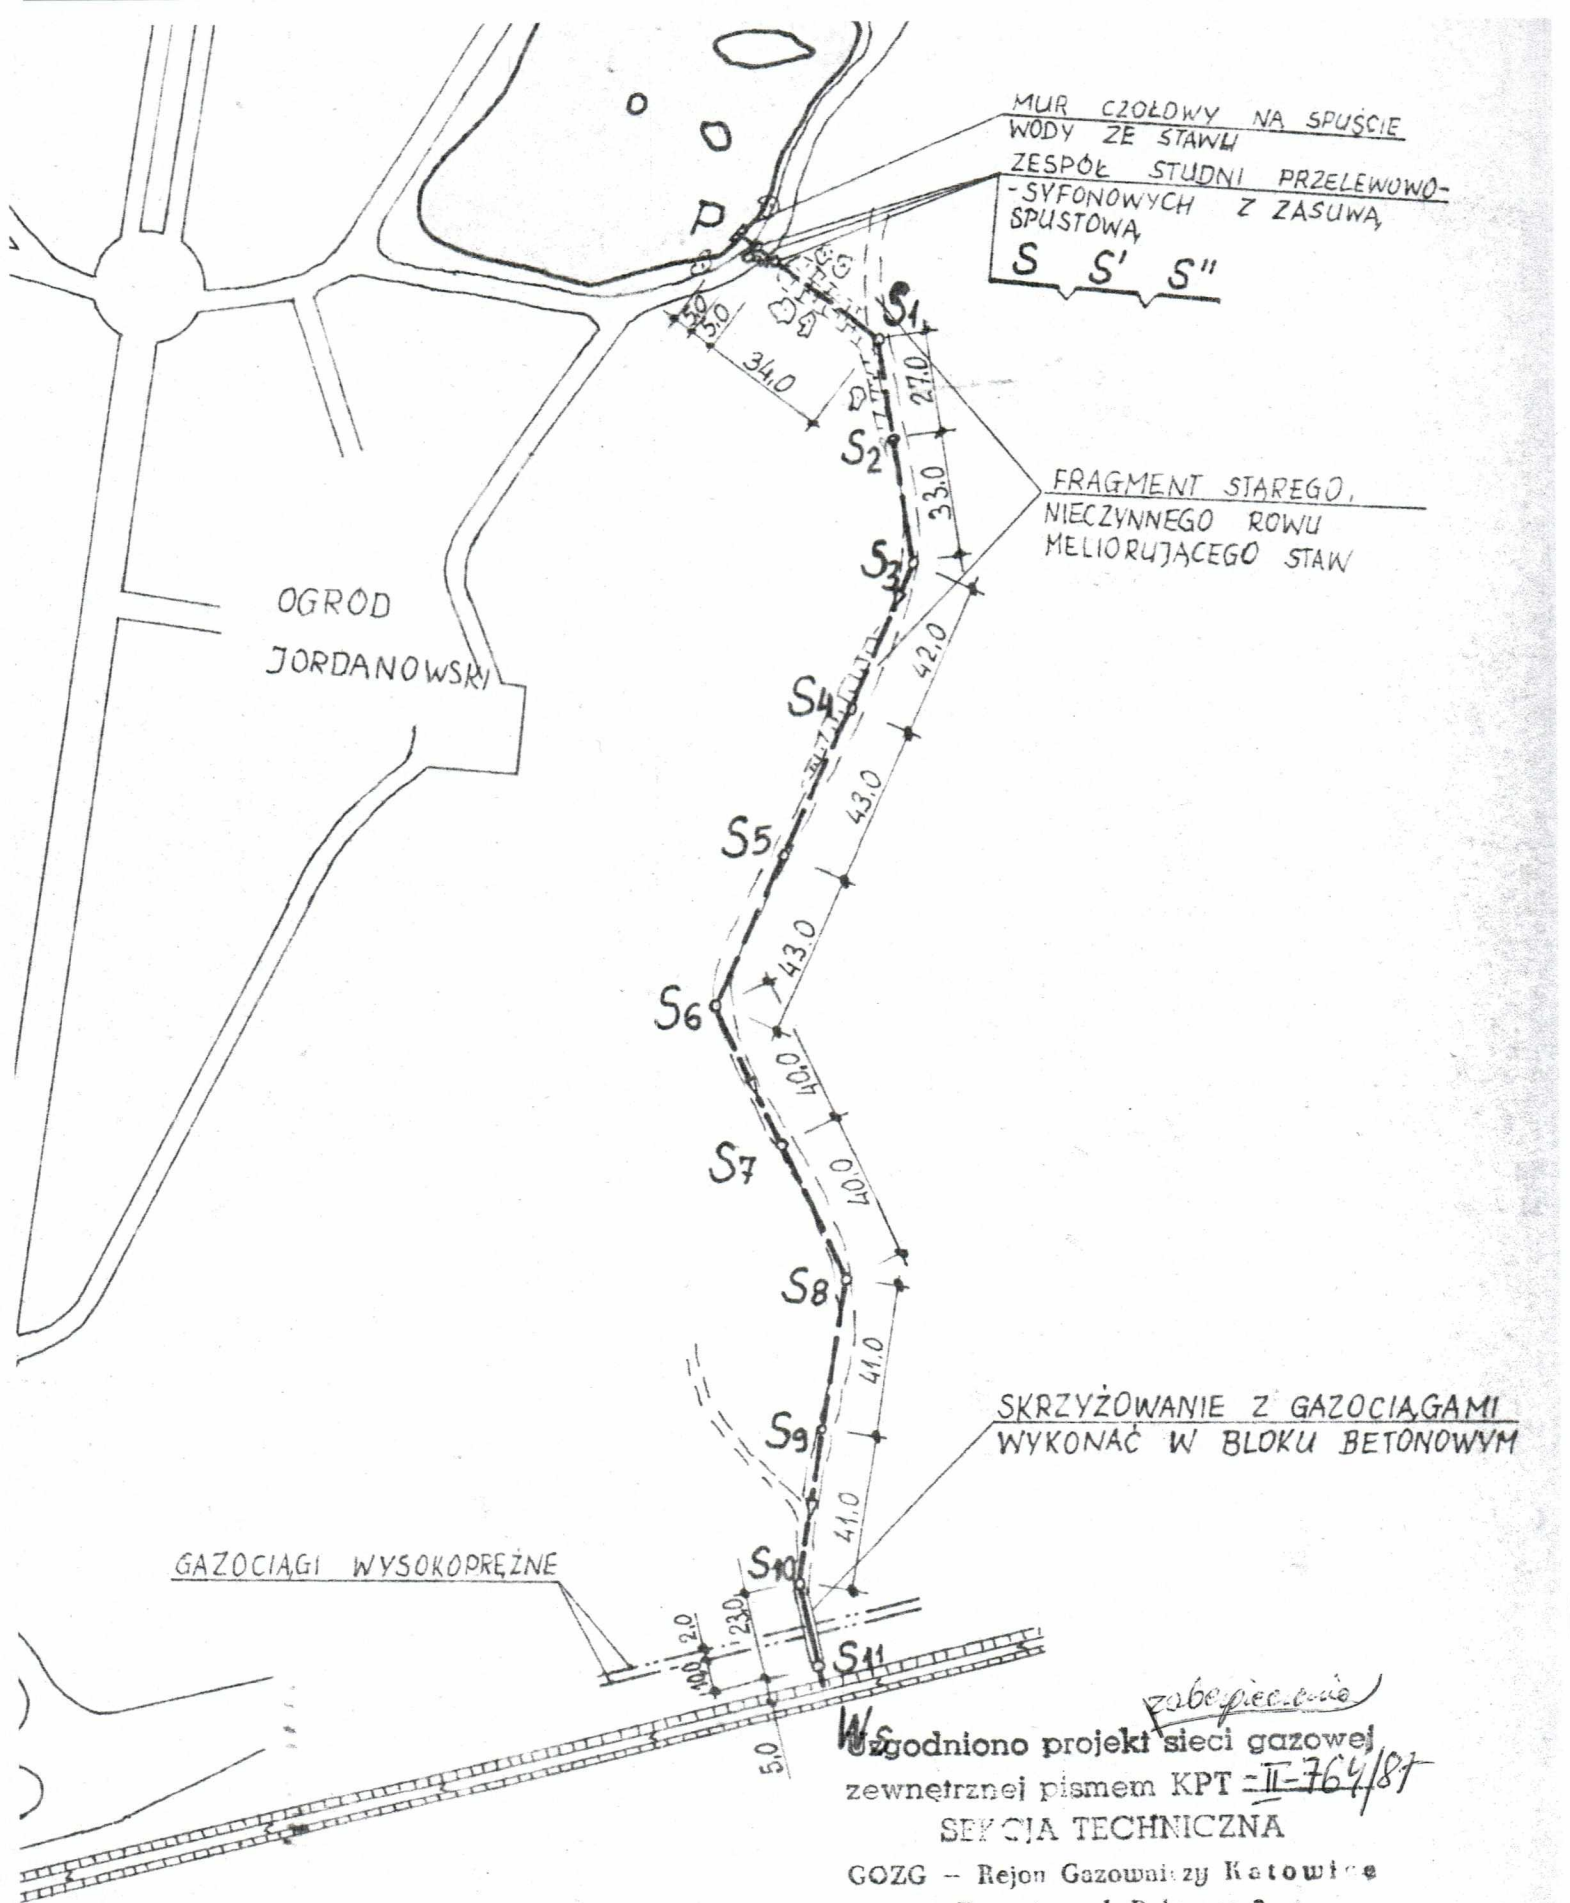 MUR CZOŁOWY NA SPUŚCIE
WODY ZE STAWU
ZESPÓŁ STUDNI PRZELEWOWO-
-SYFONOWYCH Z ZASUWĄ
SPUSTOWĄ
S S' S"
P
S1
5,0
5,0
34,0
27,0
S2
33,0
FRAGMENT STAREGO,
NIECZYNNEGO ROWU
MELIORUJĄCEGO STAW
S3
OGRÓD
JORDANOWSKI
42,0
S4
43,0
S5
43,0
S6
40,0
S7
40,0
S8
41,0
SKRZYŻOWANIE Z GAZOCIĄGAMI
WYKONAĆ W BLOKU BETONOWYM
S9
41,0
GAZOCIĄGI WYSOKOPRĘŻNE
S10
2,0
23,0
10,0
S11
5,0
zabezpieczenie
Ws
Uzgodniono projekt sieci gazowej
zewnętrznej pismem KPT =II-764/87
SEKCJA TECHNICZNA
GOZG – Rejon Gazowniczy Katowice